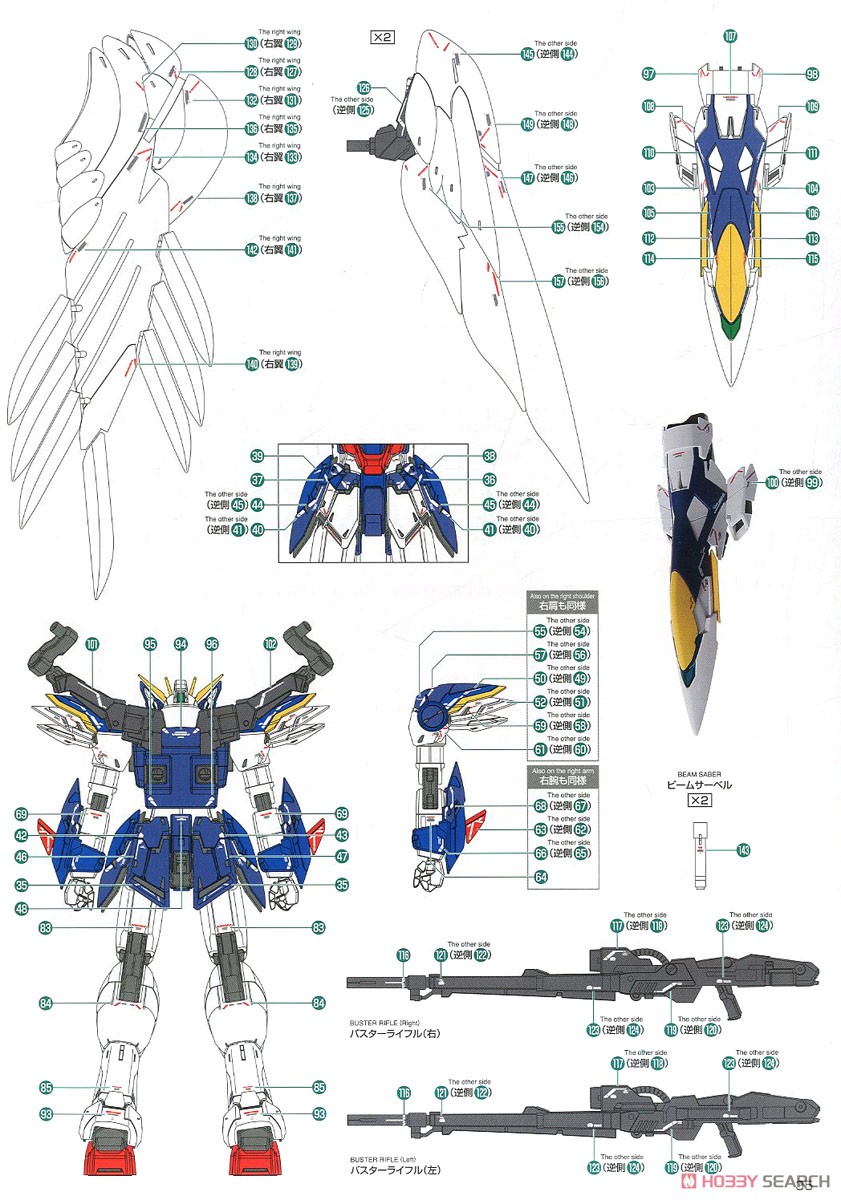 The right wing
130 (右翼 129)
The right wing
128 (右翼 127)
The right wing
132 (右翼 131)
The right wing
136 (右翼 135)
The right wing
134 (右翼 133)
The right wing
138 (右翼 137)
The right wing
142 (右翼 141)
The right wing
140 (右翼 139)
×2
126
The other side
(逆側 125)
The other side
145 (逆側 144)
The other side
149 (逆側 148)
The other side
147 (逆側 146)
The other side
155 (逆側 154)
The other side
157 (逆側 156)
107
97
98
108
109
110
111
103
104
105
106
112
113
114
115
The other side
100 (逆側 99)
39
38
37
36
The other side
(逆側 45) 44
The other side
45 (逆側 44)
The other side
(逆側 41) 40
The other side
41 (逆側 40)
101
95
94
96
102
69
69
42
43
46
47
35
35
48
83
83
84
84
85
85
93
93
Also on the right shoulder
右肩も同様
The other side
55 (逆側 54)
The other side
57 (逆側 56)
The other side
50 (逆側 49)
The other side
52 (逆側 51)
The other side
59 (逆側 58)
The other side
61 (逆側 60)
Also on the right arm
右腕も同様
The other side
68 (逆側 67)
The other side
63 (逆側 62)
The other side
66 (逆側 65)
64
BEAM SABER
ビームサーベル
×2
143
116
The other side
121 (逆側 122)
The other side
117 (逆側 118)
The other side
123 (逆側 124)
BUSTER RIFLE (Right)
バスターライフル(右)
The other side
123 (逆側 124)
The other side
119 (逆側 120)
116
The other side
121 (逆側 122)
The other side
117 (逆側 118)
The other side
123 (逆側 124)
BUSTER RIFLE (Left)
バスターライフル(左)
The other side
123 (逆側 124)
The other side
119 (逆側 120)
HOBBY SEARCH